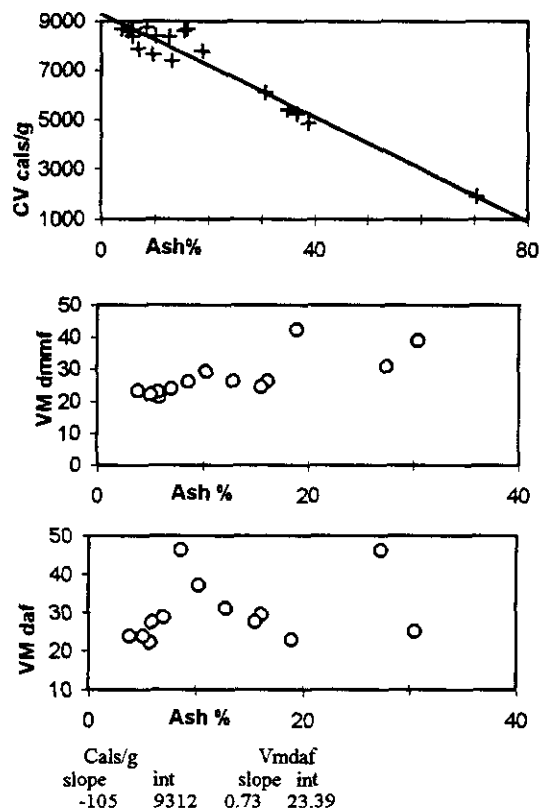 9000
7000
5000
3000
1000
CV cals/g
0 40 80
Ash%
50
40
30
20
10
0
VM dmmf
0 20 40
Ash %
50
40
30
20
10
VM daf
0 20 40
Ash %
Cals/g Vmdaf
slope int slope int
-105 9312 0.73 23.39